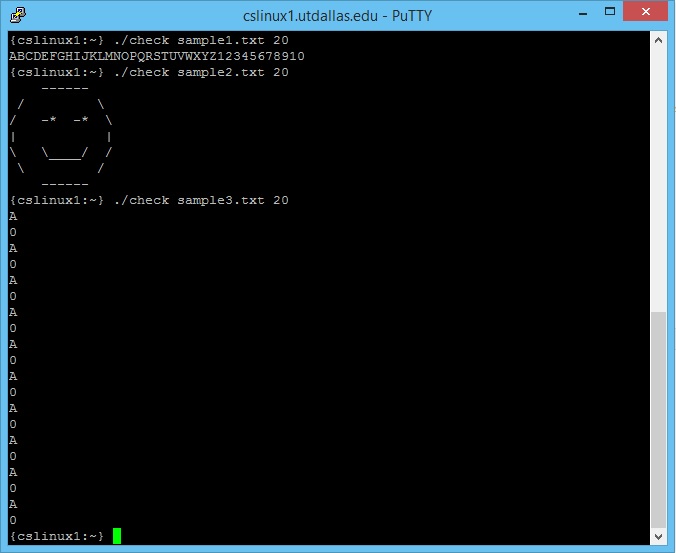 cslinux1.utdallas.edu - PuTTY
{cslinux1:~} ./check sample1.txt 20
ABCDEFGHIJKLMNOPQRSTUVWXYZ12345678910
{cslinux1:~} ./check sample2.txt 20
    ------
 /         \
/   -*  -*  \
|           |
\   \____/  /
 \         /
    ------
{cslinux1:~} ./check sample3.txt 20
A
0
A
0
A
0
A
0
A
0
A
0
A
0
A
0
A
0
A
0
{cslinux1:~}